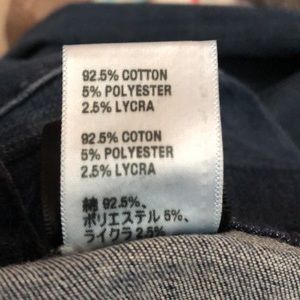 92.5% COTTON
5% POLYESTER
2.5% LYCRA
92.5% COTON
5% POLYESTER
2.5% LYCRA
綿 92.5%、
ポリエステル 5%、
ライクラ 2.5%